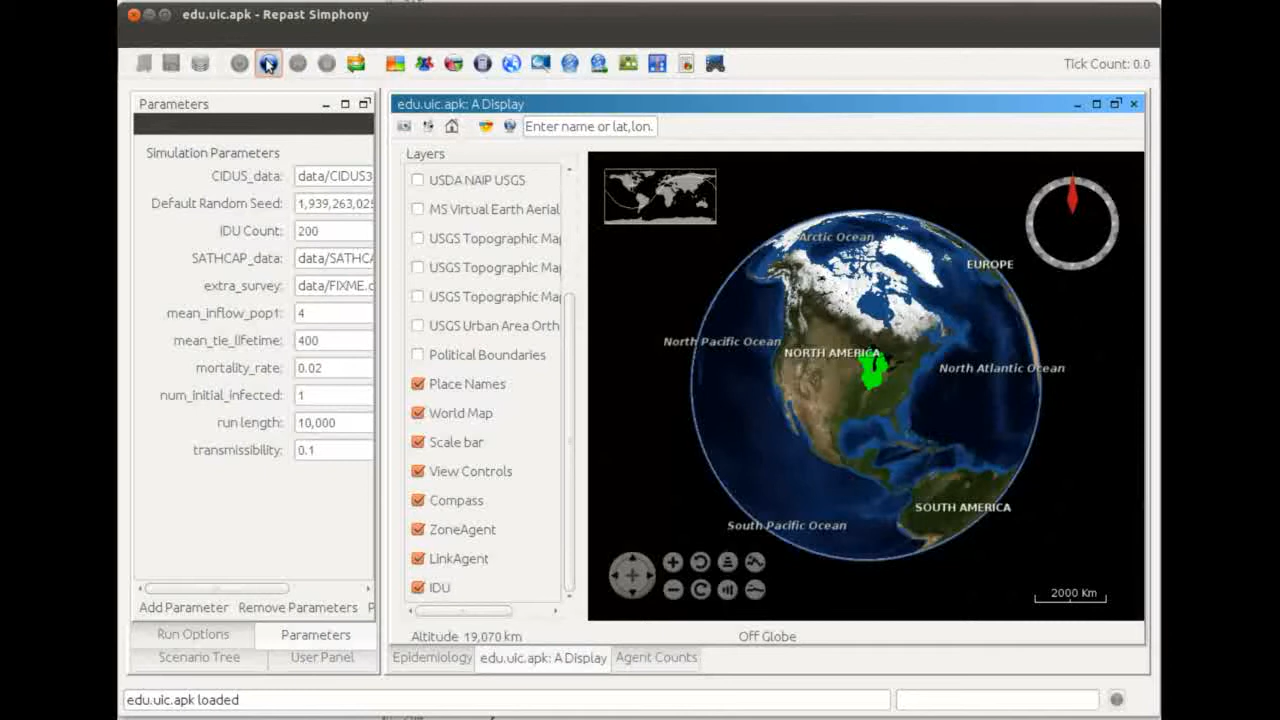 edu.uic.apk - Repast Simphony
Tick Count: 0.0
Parameters
Simulation Parameters
CIDUS_data: data/CIDUS3
Default Random Seed: 1,939,263,025
IDU Count: 200
SATHCAP_data: data/SATHCA
extra_survey: data/FIXME.c
mean_inflow_pop1: 4
mean_tie_lifetime: 400
mortality_rate: 0.02
num_initial_infected: 1
run length: 10,000
transmissibility: 0.1
Add Parameter Remove Parameters P
Run Options Parameters
Scenario Tree User Panel
edu.uic.apk: A Display
Enter name or lat,lon.
Layers
USDA NAIP USGS
MS Virtual Earth Aerial
USGS Topographic Map
USGS Topographic Map
USGS Topographic Map
USGS Urban Area Orth
Political Boundaries
Place Names
World Map
Scale bar
View Controls
Compass
ZoneAgent
LinkAgent
IDU
Arctic Ocean
EUROPE
North Pacific Ocean
NORTH AMERICA
North Atlantic Ocean
SOUTH AMERICA
South Pacific Ocean
2000 Km
Altitude 19,070 km Off Globe
Epidemiology edu.uic.apk: A Display Agent Counts
edu.uic.apk loaded